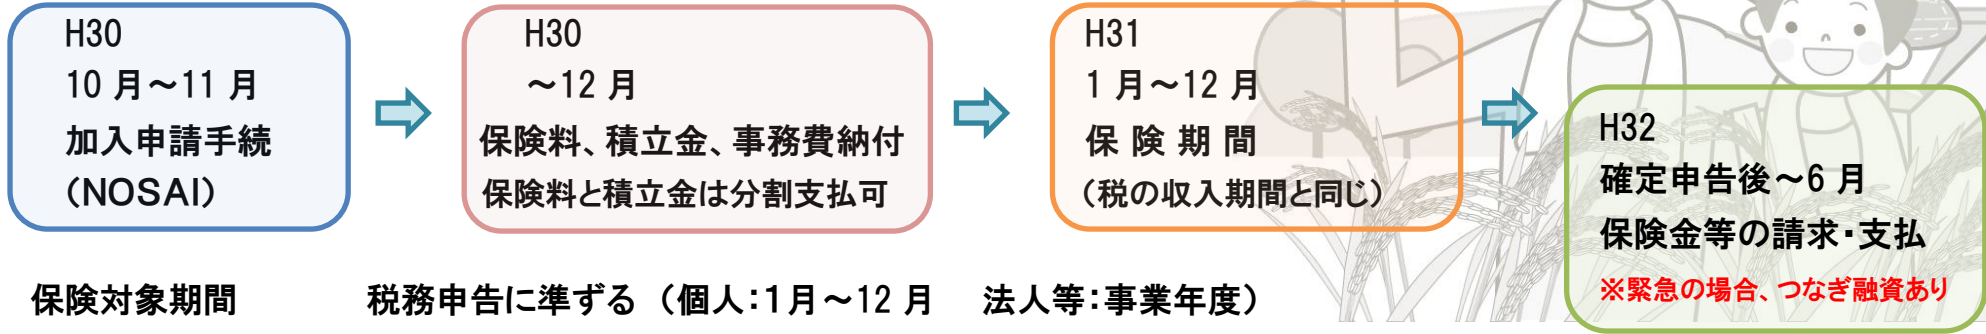 H30
10 月～11 月
加入申請手続
（NOSAI）
H30
～12 月
保険料、積立金、事務費納付
保険料と積立金は分割支払可
H31
1 月～12 月
保 険 期 間
（税の収入期間と同じ）
H32
確定申告後～6 月
保険金等の請求・支払
※緊急の場合、つなぎ融資あり
保険対象期間　税務申告に準ずる （個人：1月～12 月　法人等：事業年度）